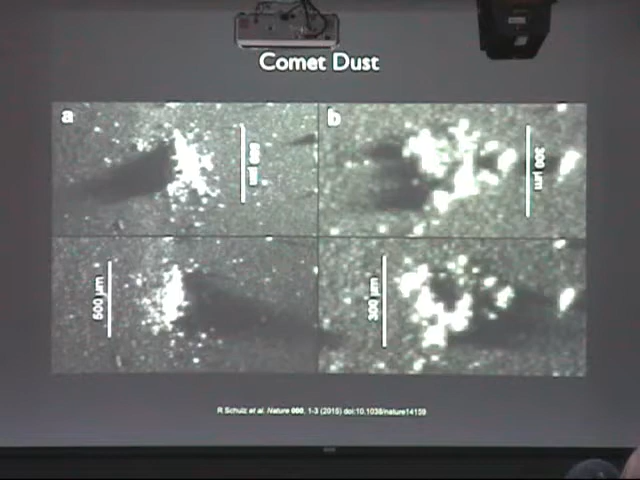 Comet Dust
a
b
300 µm
500 µm
300 µm
R Schulz et al. Nature 000, 1-3 (2015) doi:10.1038/nature14159